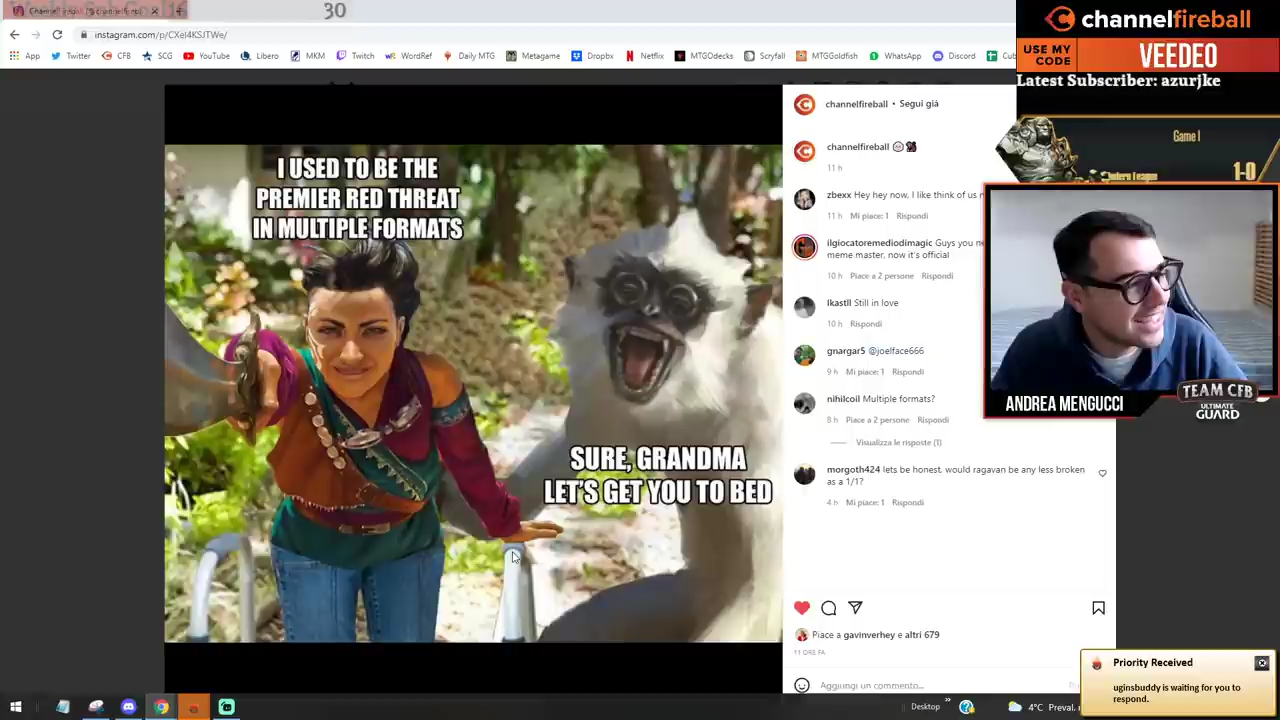 30
instagram.com/p/CXeI4KSJTWe/
App Twitter CFB SCG YouTube Libero MKM Twitch WordRef Daily MTG Metagame Dropbx Netflix MTGOdecks Scryfall MTGGoldfish WhatsApp Discord
channelfireball
USE MY CODE VEEDEO
Latest Subscriber: azurjke
Game 1
1-0
channelfireball • Segui già
channelfireball
11 h
zbexx Hey hey now, I like think of us
11 h Mi piace: 1 Rispondi
ilgiocatoremediodimagic Guys you
meme master, now it's official
10 h Piace a 2 persone Rispondi
lkastll Still in love
10 h Rispondi
gnargar5 @joelface666
9 h Mi piace: 1 Rispondi
nihilcoil Multiple formats?
8 h Piace a 2 persone Rispondi
Visualizza le risposte (1)
morgoth424 lets be honest, would ragavan be any less broken
as a 1/1?
4 h Mi piace: 1 Rispondi
I USED TO BE THE
PREMIER RED THREAT
IN MULTIPLE FORMATS
SURE, GRANDMA
LET'S GET YOU TO BED
ANDREA MENGUCCI
TEAM CFB
ULTIMATE
GUARD
Piace a gavinverhey e altri 679
11 ORE FA
Aggiungi un commento...
Priority Received
uginsbuddy is waiting for you to
respond.
Desktop
4°C Preval.